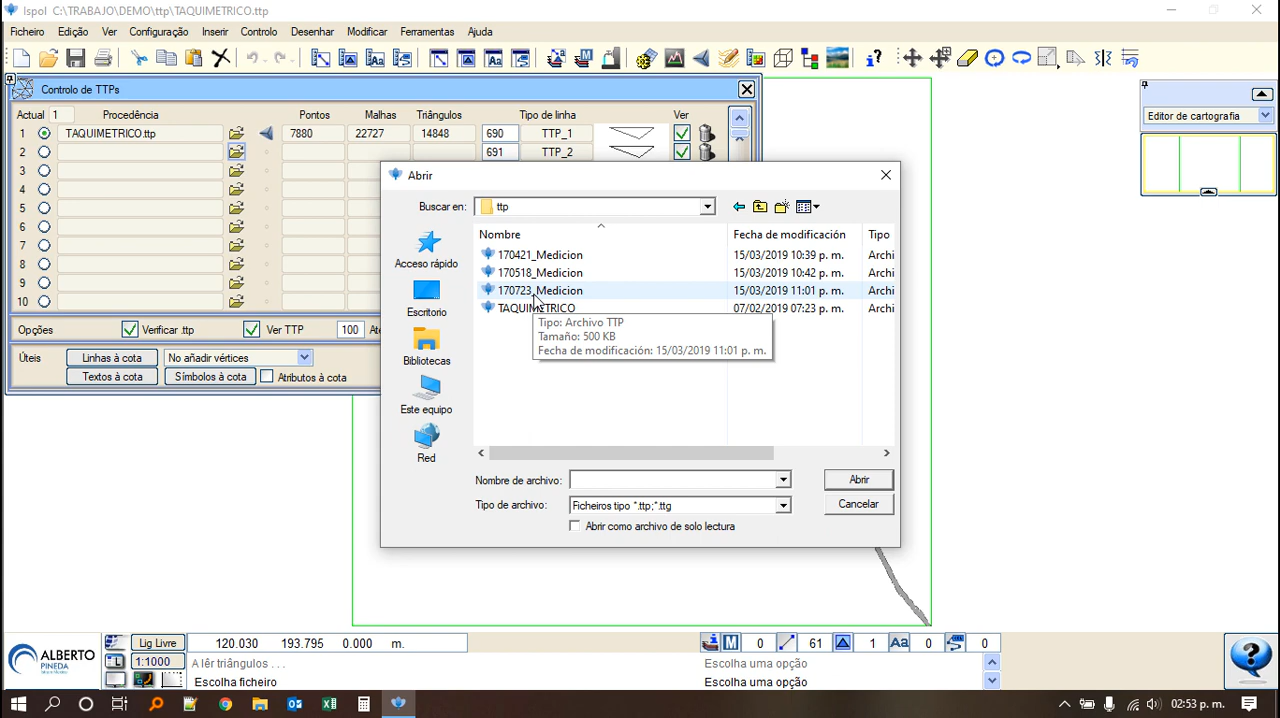 Ispol C:\TRABAJO\DEMO\ttp\TAQUIMETRICO.ttp
Ficheiro Edição Ver Configuração Inserir Controlo Desenhar Modificar Ferramentas Ajuda
Controlo de TTPs
Actual 1 Procedência Pontos Malhas Triângulos Tipo de linha Ver
1 TAQUIMETRICO.ttp 7880 22727 14848 690 TTP_1
2 691 TTP_2
3
4
5
6
7
8
9
10
Opções Verificar .ttp Ver TTP 100
Úteis Linhas à cota No añadir vértices
Textos à cota Símbolos à cota Atributos à cota
Editor de cartografia
Abrir
Buscar en: ttp
Acceso rápido
Escritorio
Bibliotecas
Este equipo
Red
Nombre Fecha de modificación Tipo
170421_Medicion 15/03/2019 10:39 p. m. Archi
170518_Medicion 15/03/2019 10:42 p. m. Archi
170723_Medicion 15/03/2019 11:01 p. m. Archi
TAQUIMETRICO 07/02/2019 07:23 p. m. Archi
Tipo: Archivo TTP
Tamaño: 500 KB
Fecha de modificación: 15/03/2019 11:01 p. m.
Nombre de archivo: Abrir
Tipo de archivo: Ficheiros tipo *.ttp;*.ttg Cancelar
Abrir como archivo de solo lectura
ALBERTO
PINEDA
Lig Livre 120.030 193.795 0.000 m. M 0 61 1 Aa 0 0
1:1000 A lêr triângulos . . . Escolha uma opção
Escolha ficheiro Escolha uma opção
02:53 p. m.